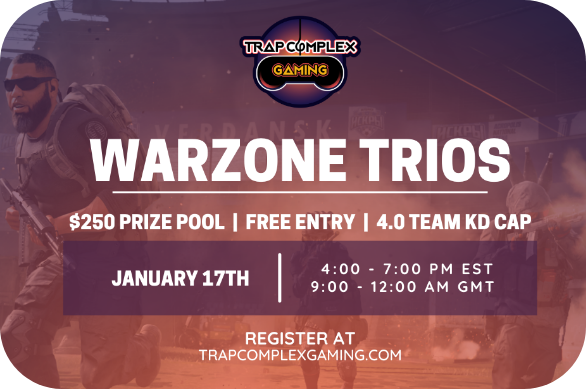 TRAP COMPLEX
GAMING
VERDANSK
WARZONE TRIOS
$250 PRIZE POOL | FREE ENTRY | 4.0 TEAM KD CAP
JANUARY 17TH
4:00 - 7:00 PM EST
9:00 - 12:00 AM GMT
REGISTER AT
TRAPCOMPLEXGAMING.COM